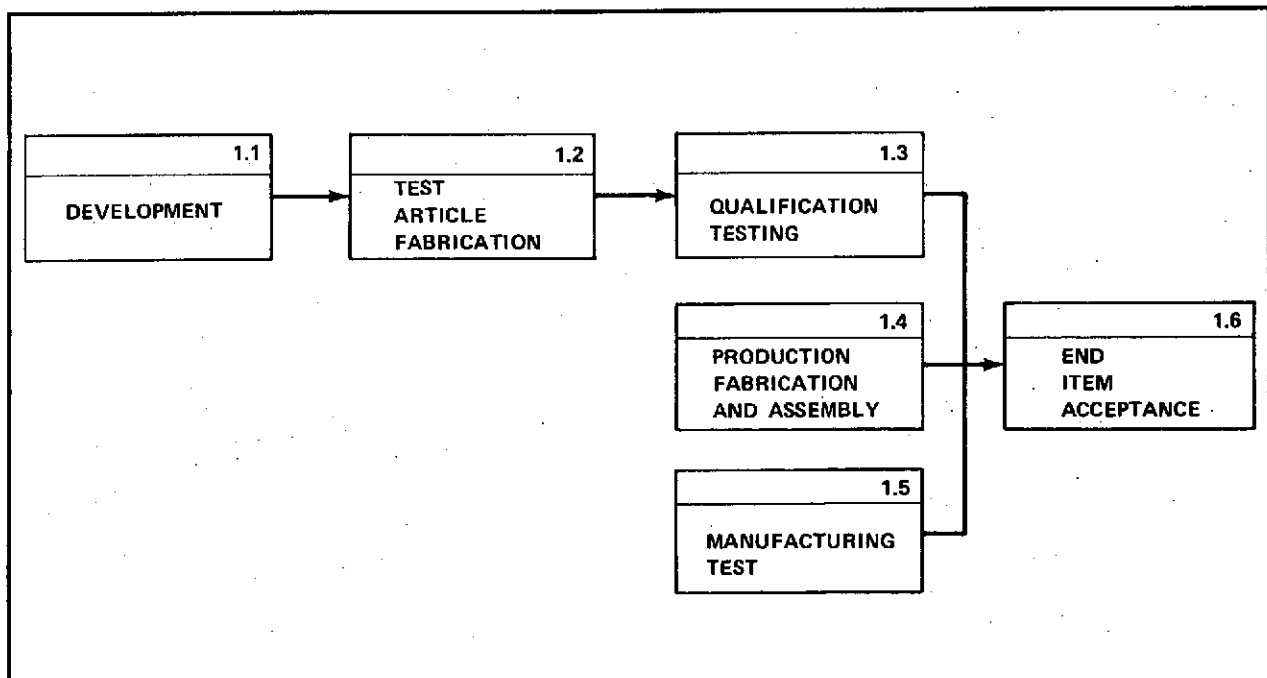 1.1
DEVELOPMENT
1.2
TEST
ARTICLE
FABRICATION
1.3
QUALIFICATION
TESTING
1.4
PRODUCTION
FABRICATION
AND ASSEMBLY
1.5
MANUFACTURING
TEST
1.6
END
ITEM
ACCEPTANCE